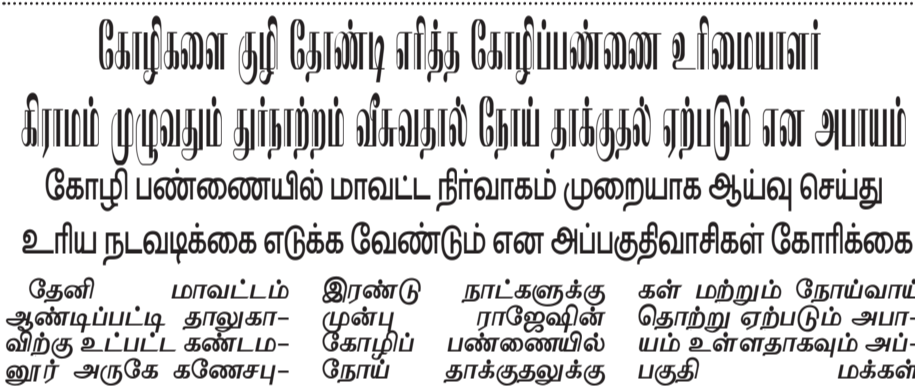 கோழிகளை குழி தோண்டி எரித்த கோழிப்பண்ணை உரிமையாளர்
கிராமம் முழுவதும் துர்நாற்றம் வீசுவதால் நோய் தாக்குதல் ஏற்படும் என அபாயம்
கோழி பண்ணையில் மாவட்ட நிர்வாகம் முறையாக ஆய்வு செய்து
உரிய நடவடிக்கை எடுக்க வேண்டும் என அப்பகுதிவாசிகள் கோரிக்கை
தேனி மாவட்டம்
ஆண்டிப்பட்டி தாலுகா-
விற்கு உட்பட்ட கண்டம-
னூர் அருகே கணேசபு-
இரண்டு நாட்களுக்கு
முன்பு ராஜேஷின்
கோழிப் பண்ணையில்
நோய் தாக்குதலுக்கு
கள் மற்றும் நோய்வாய்
தொற்று ஏற்படும் அபா-
யம் உள்ளதாகவும் அப்-
பகுதி மக்கள்